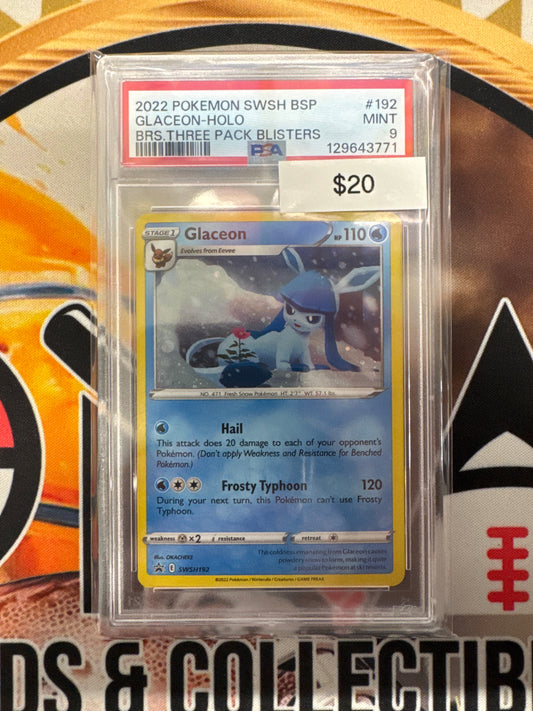 2022 POKEMON SWSH BSP #192
GLACEON-HOLO MINT
BRS.THREE PACK BLISTERS 9
PSA 129643771
$20
STAGE 1 Glaceon HP 110
Evolves from Eevee
NO. 471 Fresh Snow Pokémon HT: 2'7" WT: 57.1 lbs.
Hail
This attack does 20 damage to each of your opponent's
Pokémon. (Don't apply Weakness and Resistance for Benched
Pokémon.)
Frosty Typhoon 120
During your next turn, this Pokémon can't use Frosty
Typhoon.
weakness ×2 resistance retreat
Illus. OKACHEKE
The coldness emanating from Glaceon causes
powdery snow to form, making it quite
a popular Pokémon at ski resorts.
SWSH192
©2022 Pokémon / Nintendo / Creatures / GAME FREAK
DS & COLLECTIBL